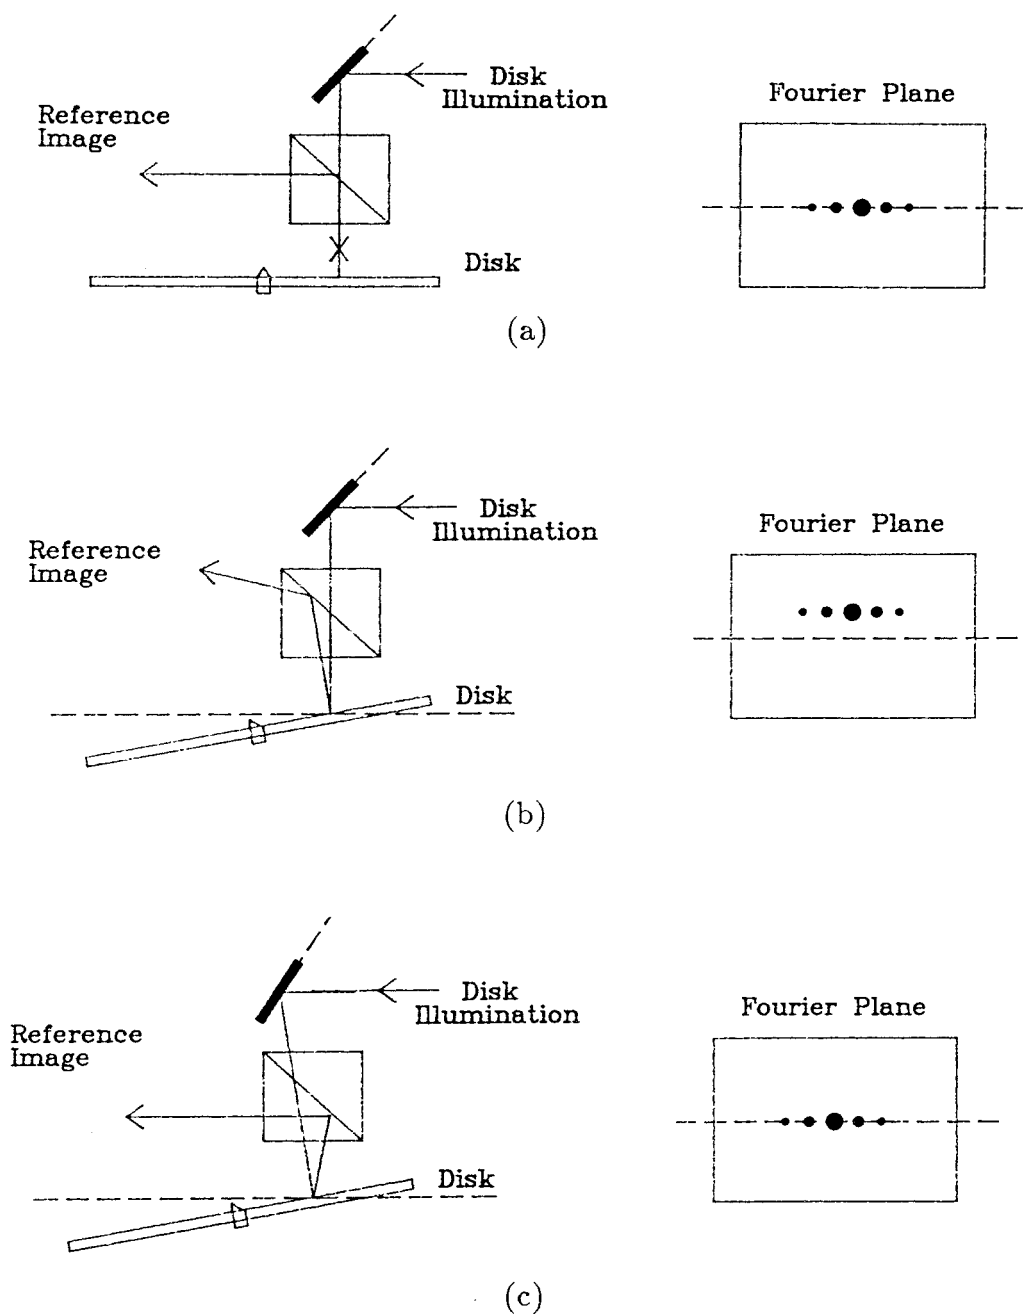 Disk
Illumination
Reference
Image
Fourier Plane
Disk
(a)
Disk
Illumination
Reference
Image
Fourier Plane
Disk
(b)
Disk
Illumination
Reference
Image
Fourier Plane
Disk
(c)